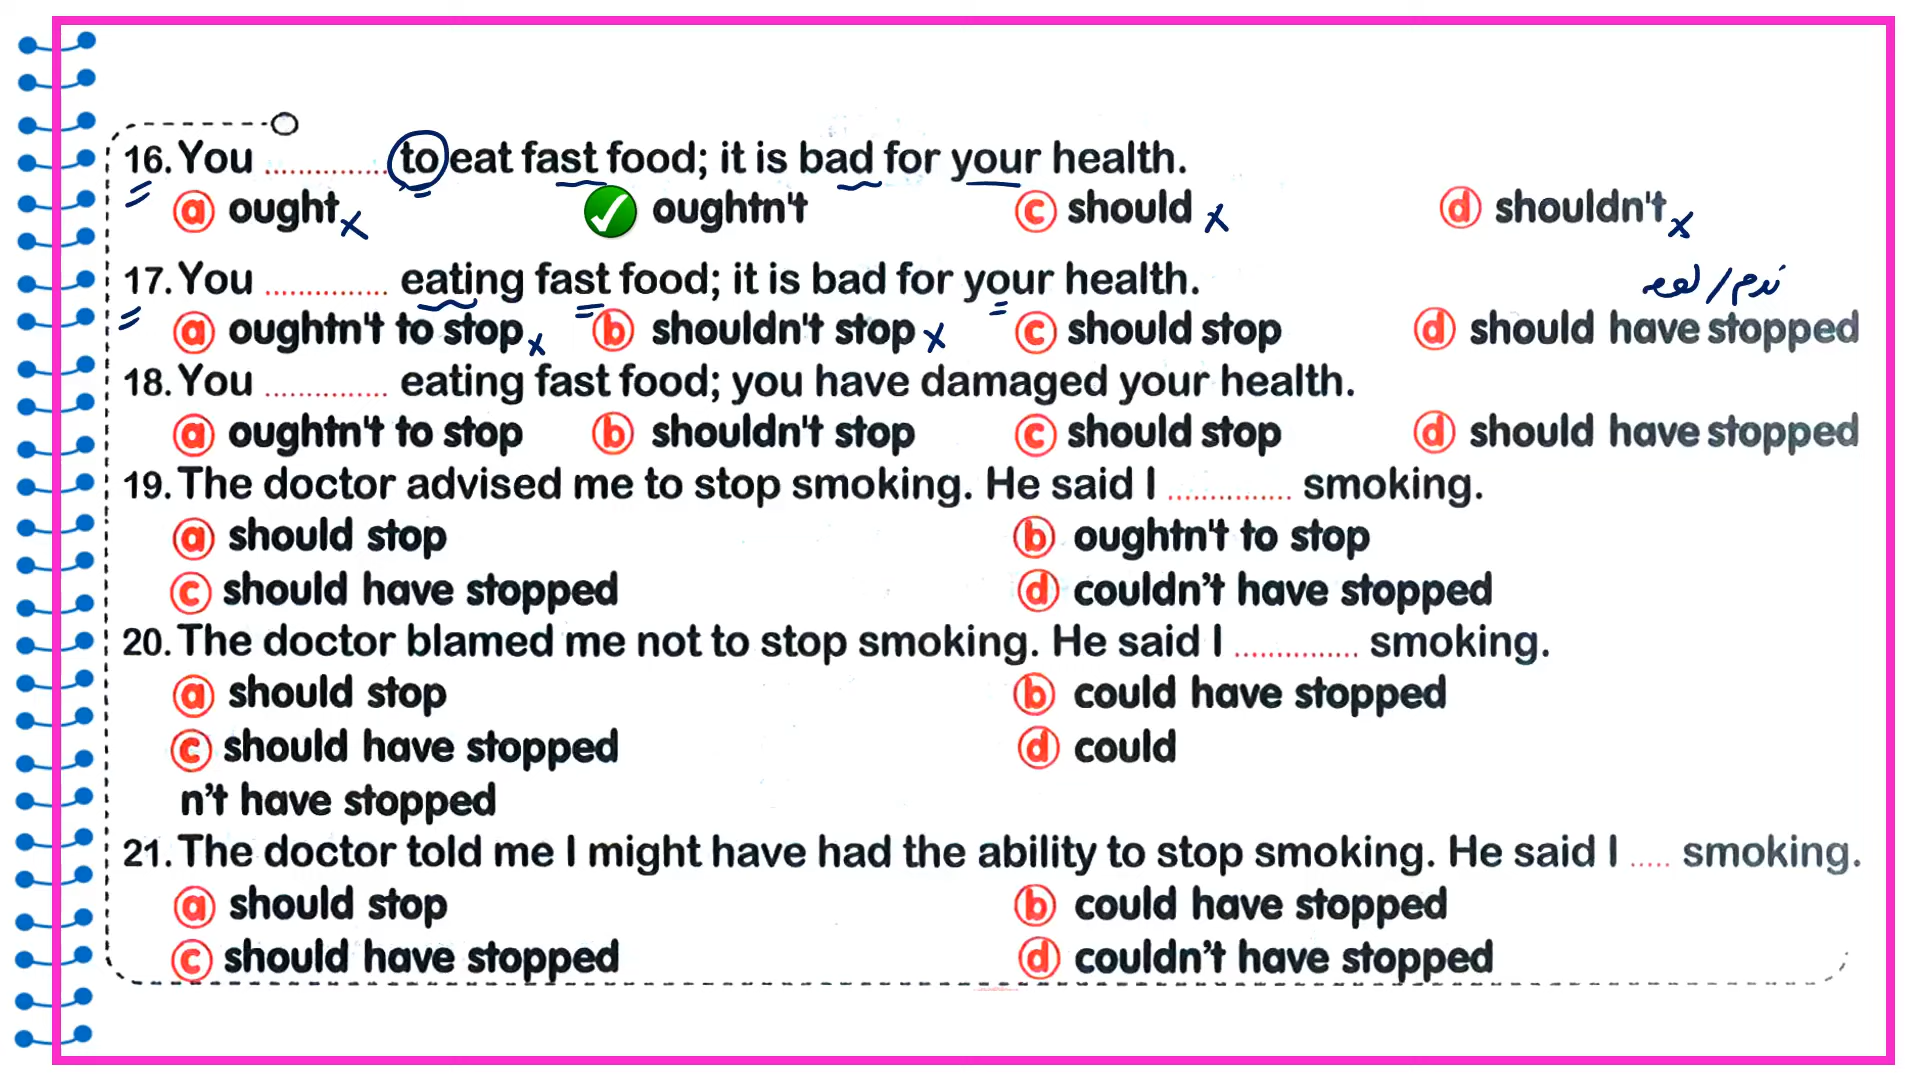 16. You .............. to eat fast food; it is bad for your health.
a ought x oughtn't c should x d shouldn't x
17. You .............. eating fast food; it is bad for your health.
ندم / لوم
a oughtn't to stop x b shouldn't stop x c should stop d should have stopped
18. You .............. eating fast food; you have damaged your health.
a oughtn't to stop b shouldn't stop c should stop d should have stopped
19. The doctor advised me to stop smoking. He said I .............. smoking.
a should stop b oughtn't to stop
c should have stopped d couldn't have stopped
20. The doctor blamed me not to stop smoking. He said I .............. smoking.
a should stop b could have stopped
c should have stopped d could
n't have stopped
21. The doctor told me I might have had the ability to stop smoking. He said I ..... smoking.
a should stop b could have stopped
c should have stopped d couldn't have stopped